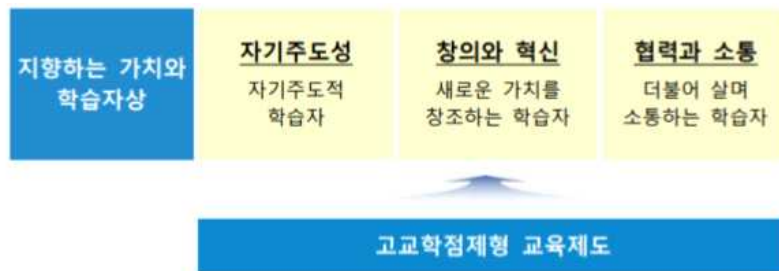 지향하는 가치와
학습자상
자기주도성
자기주도적
학습자
창의와 혁신
새로운 가치를
창조하는 학습자
협력과 소통
더불어 살며
소통하는 학습자
고교학점제형 교육제도